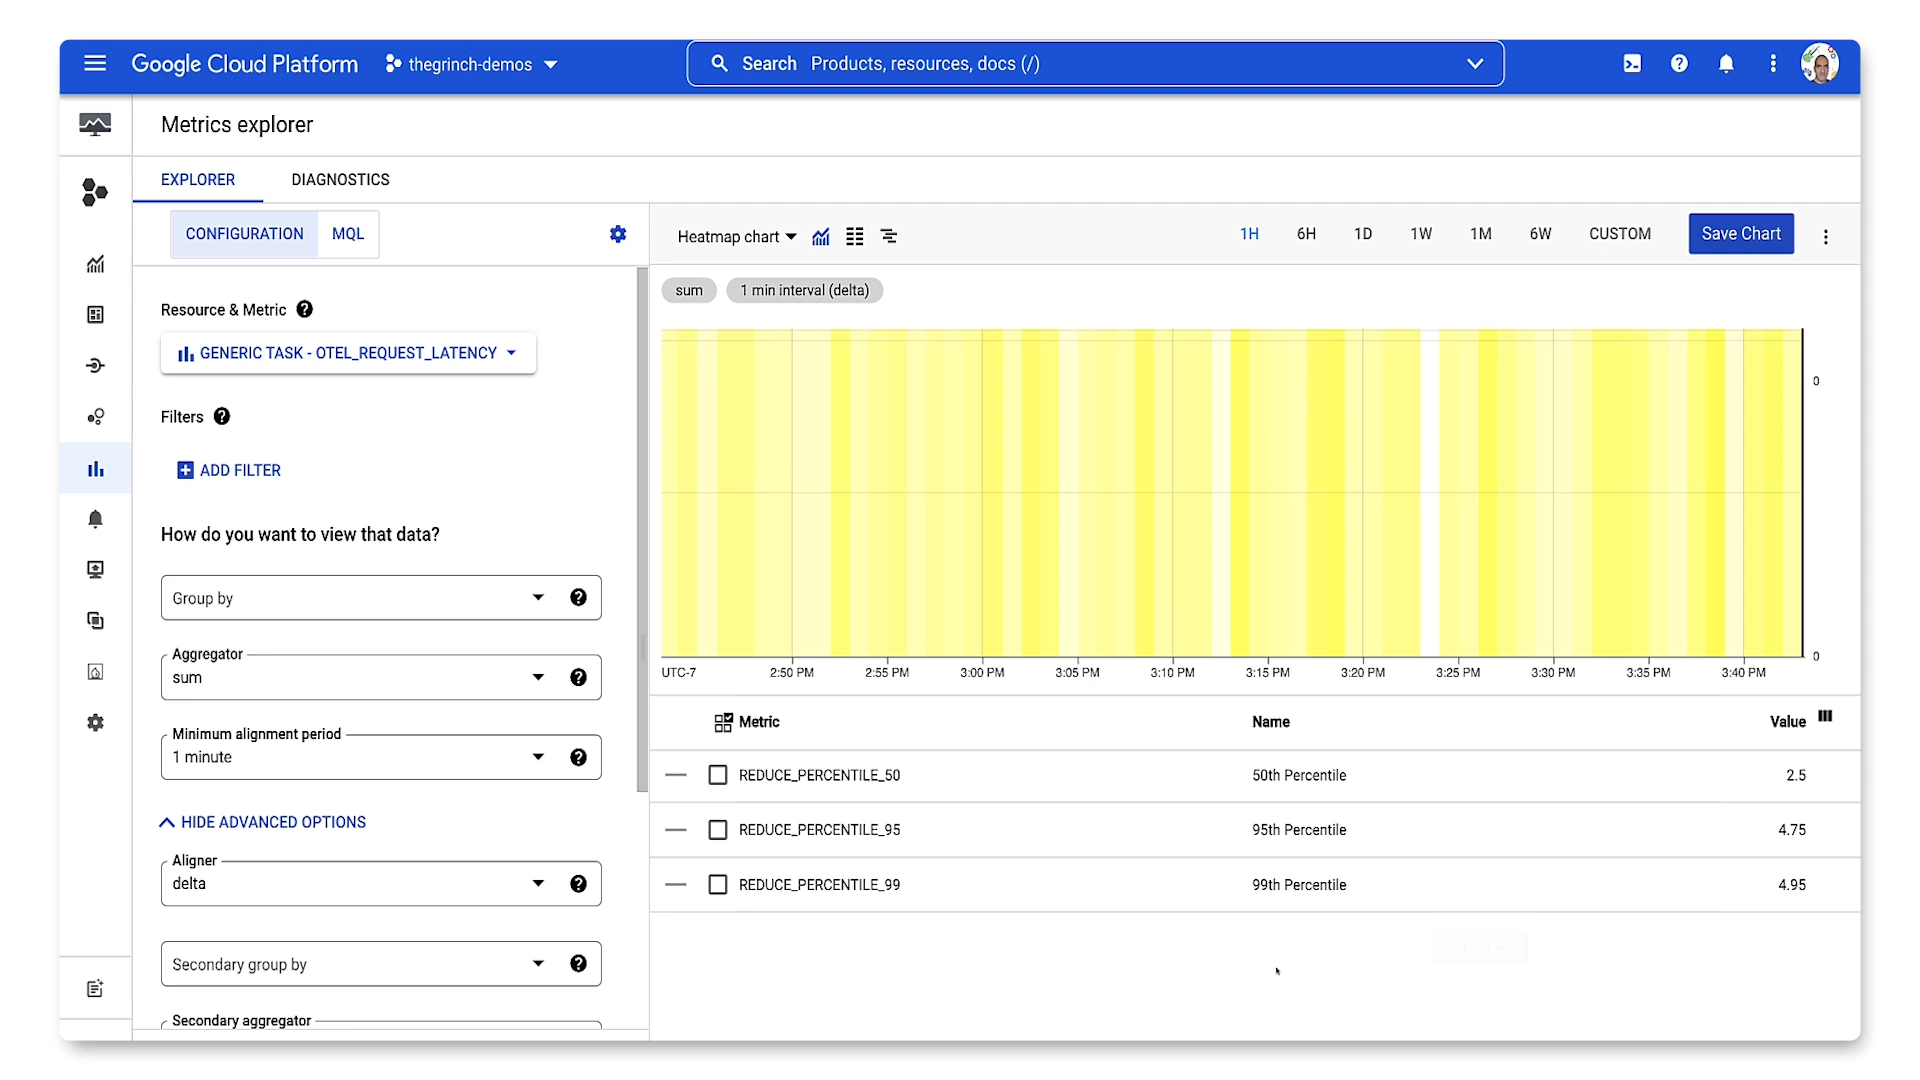 Google Cloud Platform
thegrinch-demos
Search Products, resources, docs (/)
Metrics explorer
EXPLORER
DIAGNOSTICS
CONFIGURATION
MQL
Resource & Metric
GENERIC TASK - OTEL_REQUEST_LATENCY
Filters
ADD FILTER
How do you want to view that data?
Group by
Aggregator
sum
Minimum alignment period
1 minute
HIDE ADVANCED OPTIONS
Aligner
delta
Secondary group by
Secondary aggregator
Heatmap chart
1H 6H 1D 1W 1M 6W CUSTOM
Save Chart
sum
1 min interval (delta)
0
0
UTC-7 2:50 PM 2:55 PM 3:00 PM 3:05 PM 3:10 PM 3:15 PM 3:20 PM 3:25 PM 3:30 PM 3:35 PM 3:40 PM
Metric Name Value
REDUCE_PERCENTILE_50 50th Percentile 2.5
REDUCE_PERCENTILE_95 95th Percentile 4.75
REDUCE_PERCENTILE_99 99th Percentile 4.95